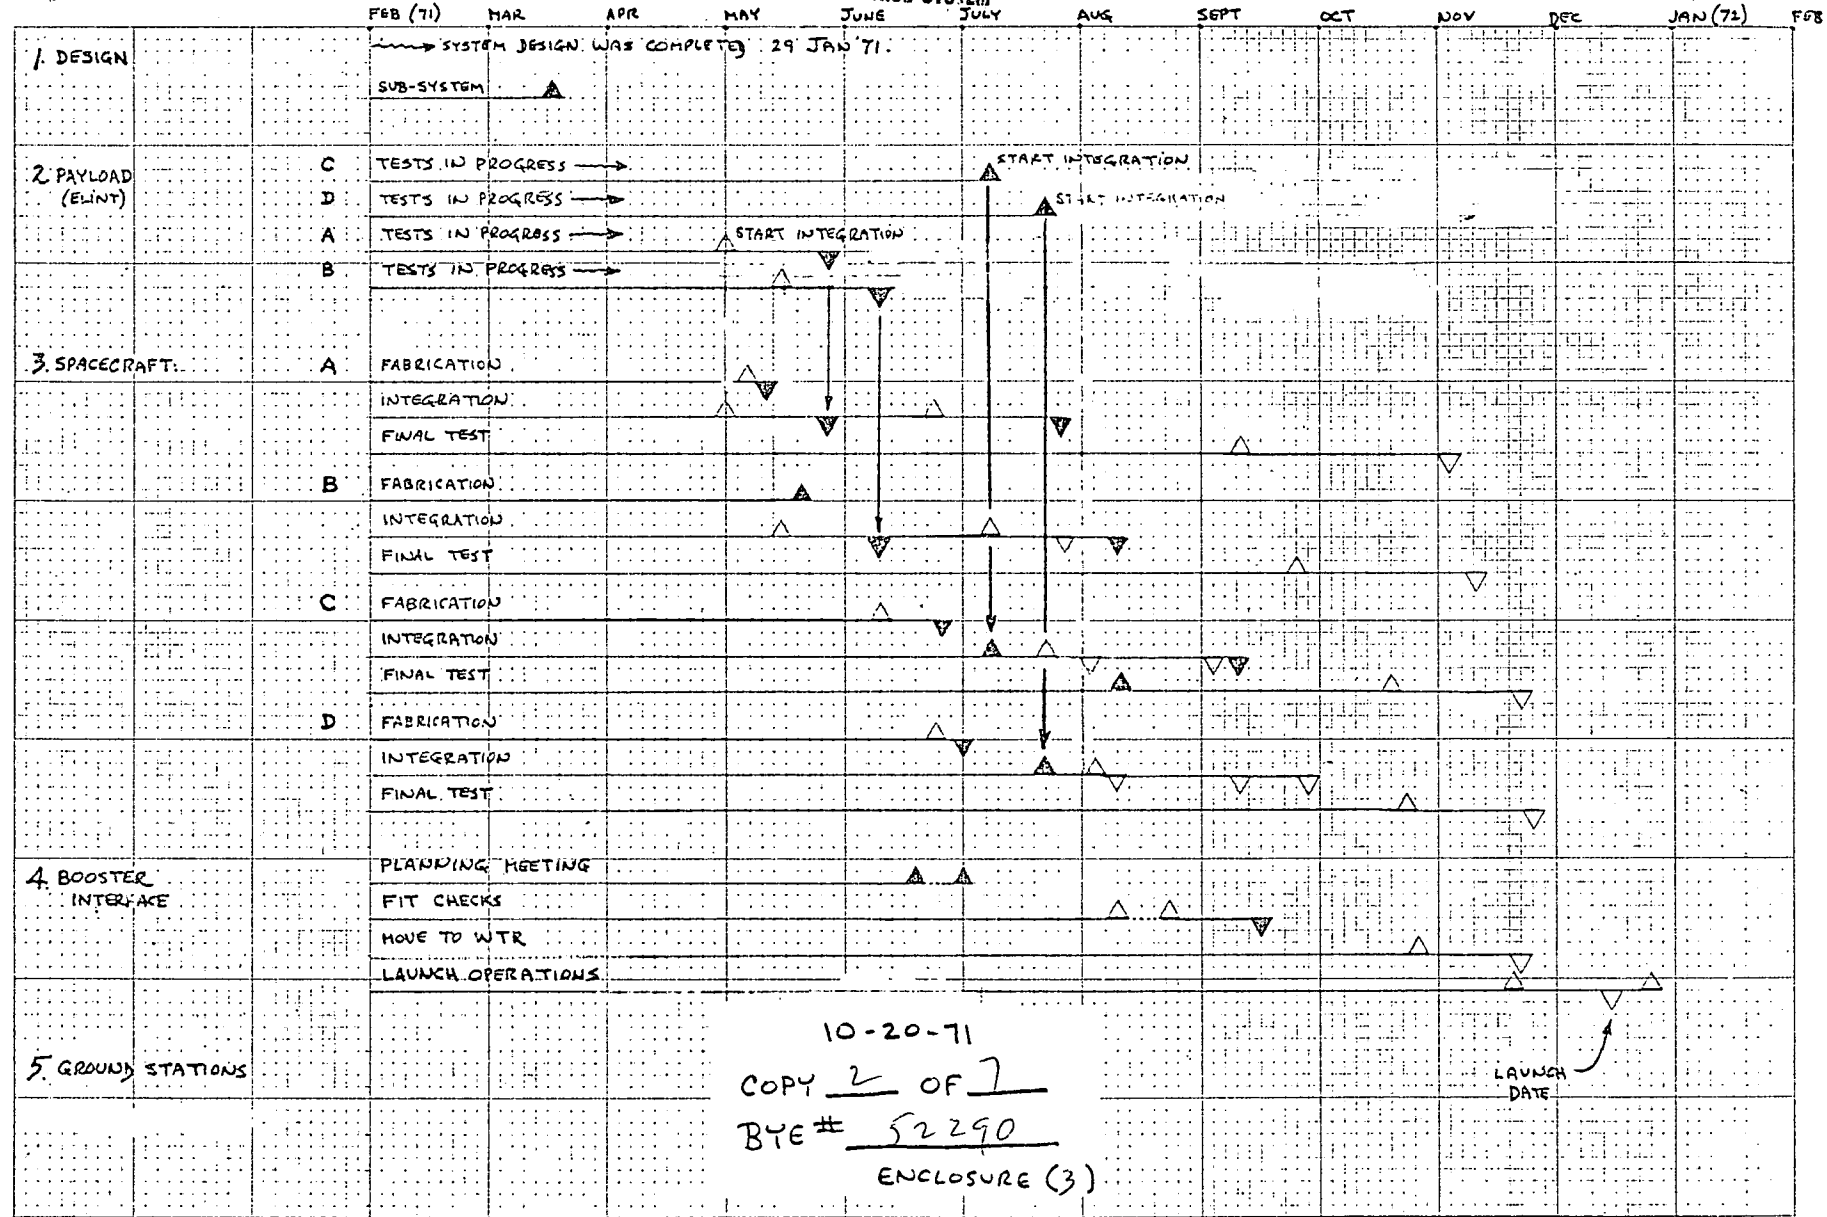 SYSTEM
FEB (71) MAR APR MAY JUNE JULY AUG SEPT OCT NOV DEC JAN (72) FEB
1. DESIGN
SYSTEM DESIGN WAS COMPLETED 29 JAN '71.
SUB-SYSTEM
2 PAYLOAD
(ELINT)
C TESTS IN PROGRESS START INTEGRATION
D TESTS IN PROGRESS START INTEGRATION
A TESTS IN PROGRESS START INTEGRATION
B TESTS IN PROGRESS
3. SPACECRAFT: A FABRICATION
INTEGRATION
FINAL TEST
B FABRICATION
INTEGRATION
FINAL TEST
C FABRICATION
INTEGRATION
FINAL TEST
D FABRICATION
INTEGRATION
FINAL TEST
4. BOOSTER
INTERFACE
PLANNING MEETING
FIT CHECKS
MOVE TO WTR
LAUNCH OPERATIONS
5. GROUND STATIONS
LAUNCH
DATE
10-20-71
COPY 2 OF 7
BYE # 52290
ENCLOSURE (3)